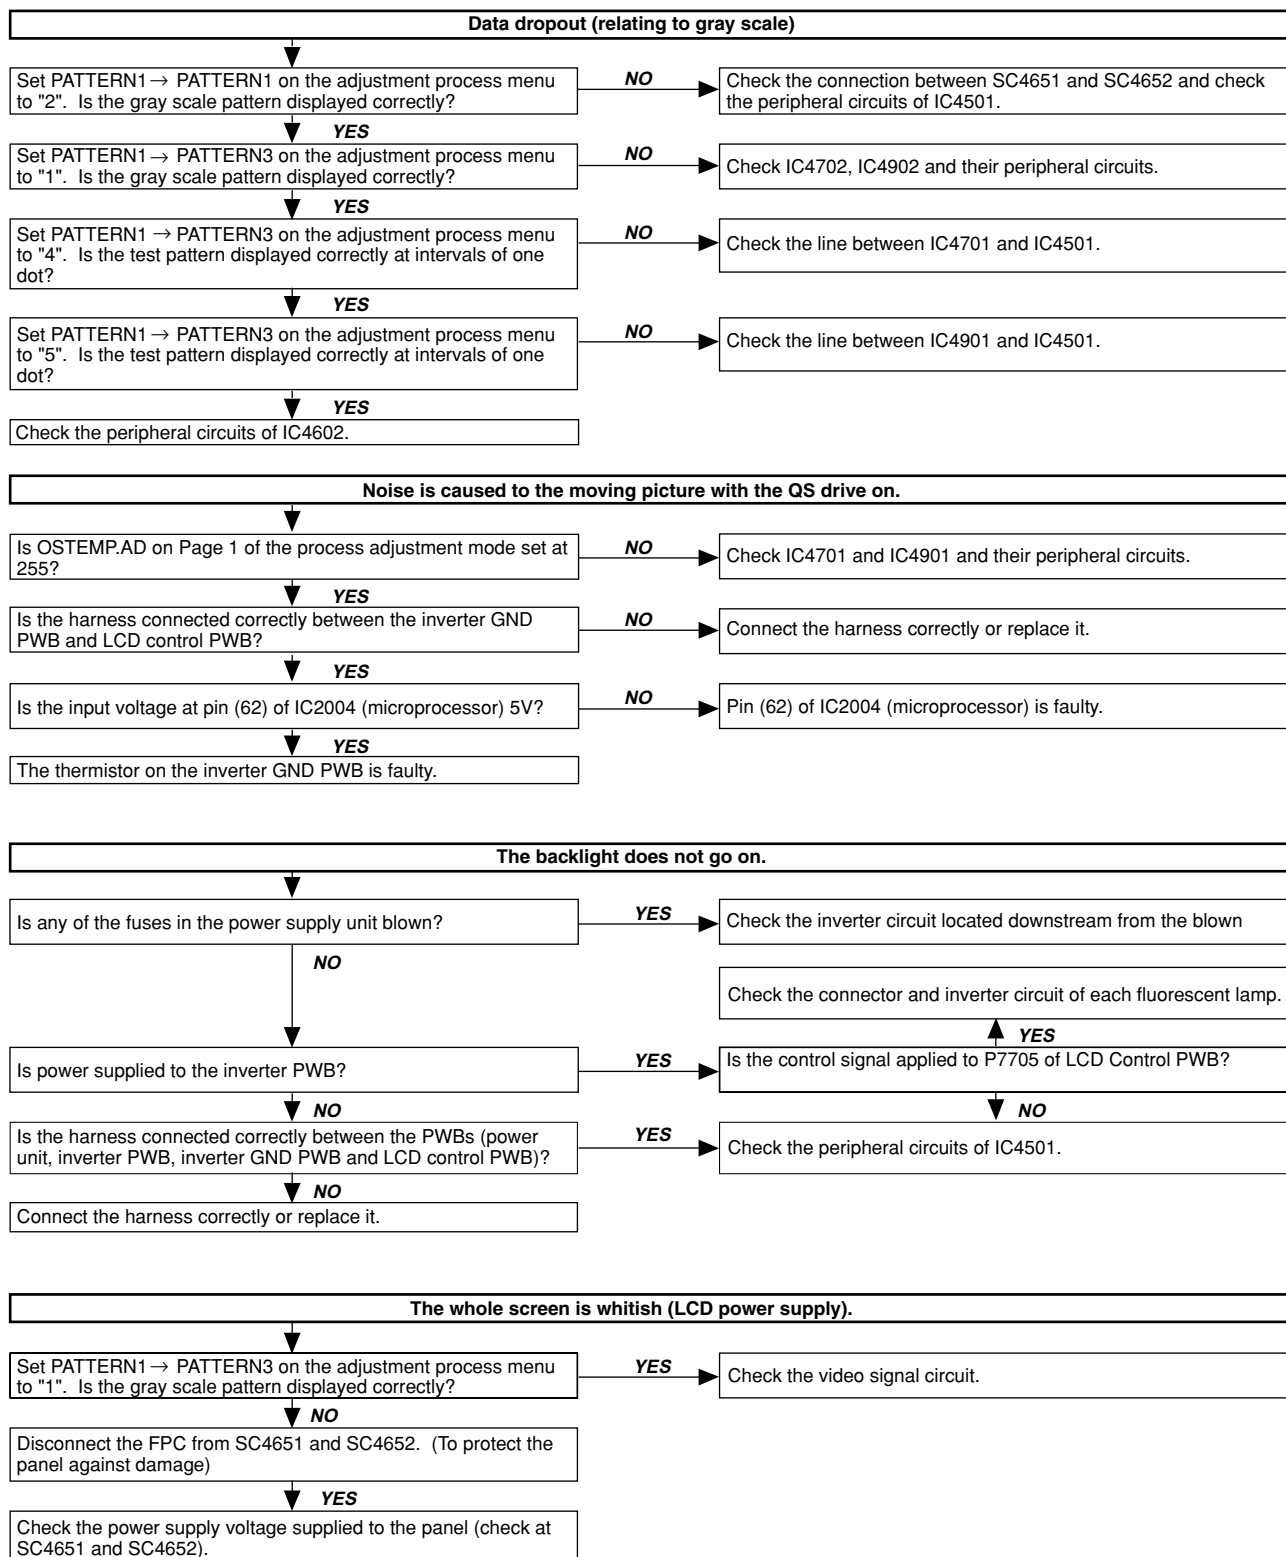 Data dropout (relating to gray scale)
Set PATTERN1 → PATTERN1 on the adjustment process menu
to "2".  Is the gray scale pattern displayed correctly?
NO
Check the connection between SC4651 and SC4652 and check
the peripheral circuits of IC4501.
YES
Set PATTERN1 → PATTERN3 on the adjustment process menu
to "1".  Is the gray scale pattern displayed correctly?
NO
Check IC4702, IC4902 and their peripheral circuits.
YES
Set PATTERN1 → PATTERN3 on the adjustment process menu
to "4".  Is the test pattern displayed correctly at intervals of one
dot?
NO
Check the line between IC4701 and IC4501.
YES
Set PATTERN1 → PATTERN3 on the adjustment process menu
to "5".  Is the test pattern displayed correctly at intervals of one
dot?
NO
Check the line between IC4901 and IC4501.
YES
Check the peripheral circuits of IC4602.
Noise is caused to the moving picture with the QS drive on.
Is OSTEMP.AD on Page 1 of the process adjustment mode set at
255?
NO
Check IC4701 and IC4901 and their peripheral circuits.
YES
Is the harness connected correctly between the inverter GND
PWB and LCD control PWB?
NO
Connect the harness correctly or replace it.
YES
Is the input voltage at pin (62) of IC2004 (microprocessor) 5V?
NO
Pin (62) of IC2004 (microprocessor) is faulty.
YES
The thermistor on the inverter GND PWB is faulty.
The backlight does not go on.
Is any of the fuses in the power supply unit blown?
YES
Check the inverter circuit located downstream from the blown
NO
Check the connector and inverter circuit of each fluorescent lamp.
YES
Is power supplied to the inverter PWB?
YES
Is the control signal applied to P7705 of LCD Control PWB?
NO
NO
Is the harness connected correctly between the PWBs (power
unit, inverter PWB, inverter GND PWB and LCD control PWB)?
YES
Check the peripheral circuits of IC4501.
NO
Connect the harness correctly or replace it.
The whole screen is whitish (LCD power supply).
Set PATTERN1 → PATTERN3 on the adjustment process menu
to "1".  Is the gray scale pattern displayed correctly?
YES
Check the video signal circuit.
NO
Disconnect the FPC from SC4651 and SC4652.  (To protect the
panel against damage)
YES
Check the power supply voltage supplied to the panel (check at
SC4651 and SC4652).